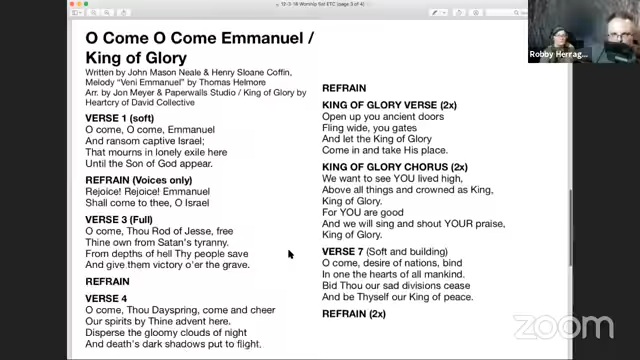 12-3-18 Worship Set ETC (page 3 of 4)
O Come O Come Emmanuel /
King of Glory
Written by John Mason Neale & Henry Sloane Coffin,
Melody “Veni Emmanuel” by Thomas Helmore
Arr. by Jon Meyer & Paperwalls Studio / King of Glory by
Heartcry of David Collective
VERSE 1 (soft)
O come, O come, Emmanuel
And ransom captive Israel;
That mourns in lonely exile here
Until the Son of God appear.
REFRAIN (Voices only)
Rejoice! Rejoice! Emmanuel
Shall come to thee, O Israel
VERSE 3 (Full)
O come, Thou Rod of Jesse, free
Thine own from Satan's tyranny.
From depths of hell Thy people save
And give them victory o'er the grave.
REFRAIN
VERSE 4
O come, Thou Dayspring, come and cheer
Our spirits by Thine advent here.
Disperse the gloomy clouds of night
And death's dark shadows put to flight.
REFRAIN
KING OF GLORY VERSE (2x)
Open up you ancient doors
Fling wide, you gates
And let the King of Glory
Come in and take His place.
KING OF GLORY CHORUS (2x)
We want to see YOU lived high,
Above all things and crowned as King,
King of Glory.
For YOU are good
And we will sing and shout YOUR praise,
King of Glory.
VERSE 7 (Soft and building)
O come, desire of nations, bind
In one the hearts of all mankind.
Bid Thou our sad divisions cease
And be Thyself our King of peace.
REFRAIN (2x)
Robby Herrag...
zoom